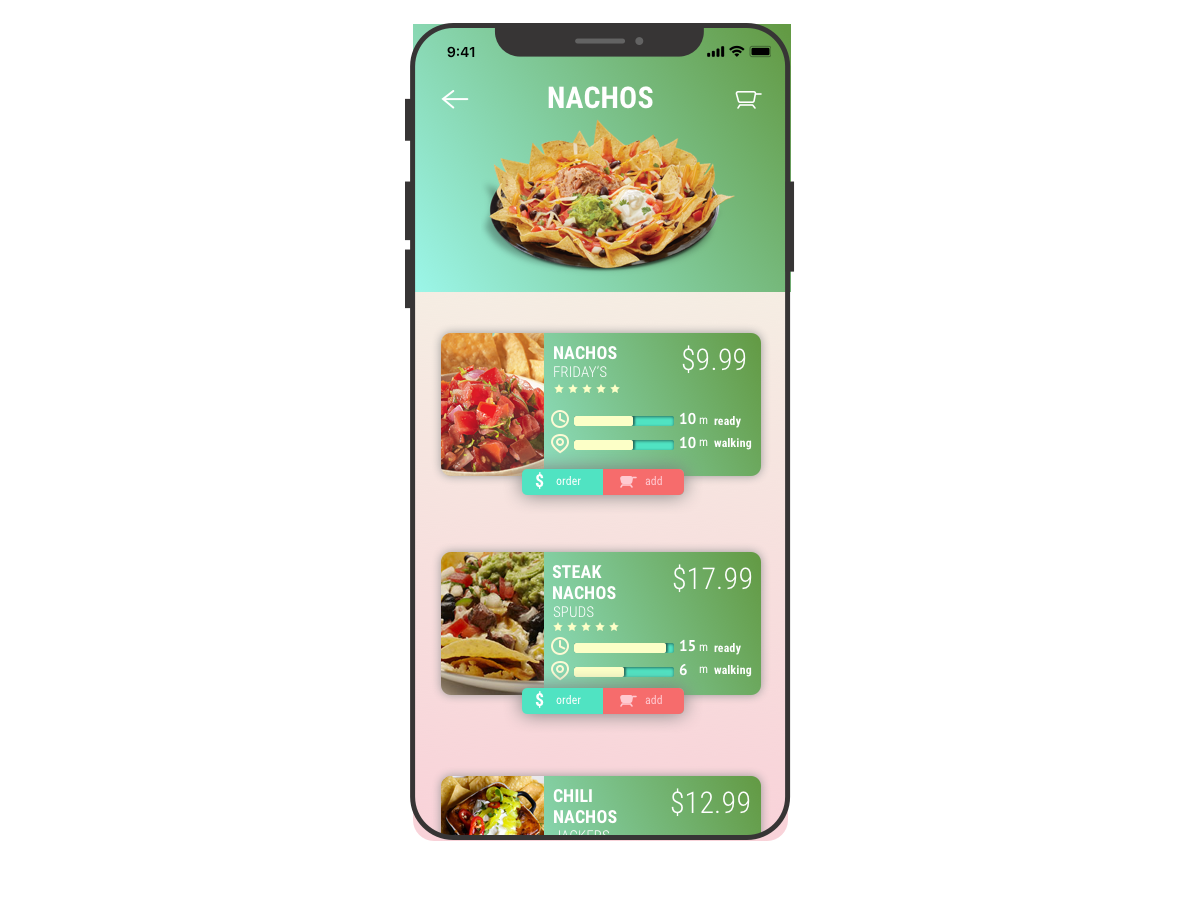 9:41
NACHOS
NACHOS
$9.99
FRIDAY'S
10 m ready
10 m walking
$ order
add
STEAK
NACHOS
$17.99
SPUDS
15 m ready
6 m walking
$ order
add
CHILI
NACHOS
$12.99